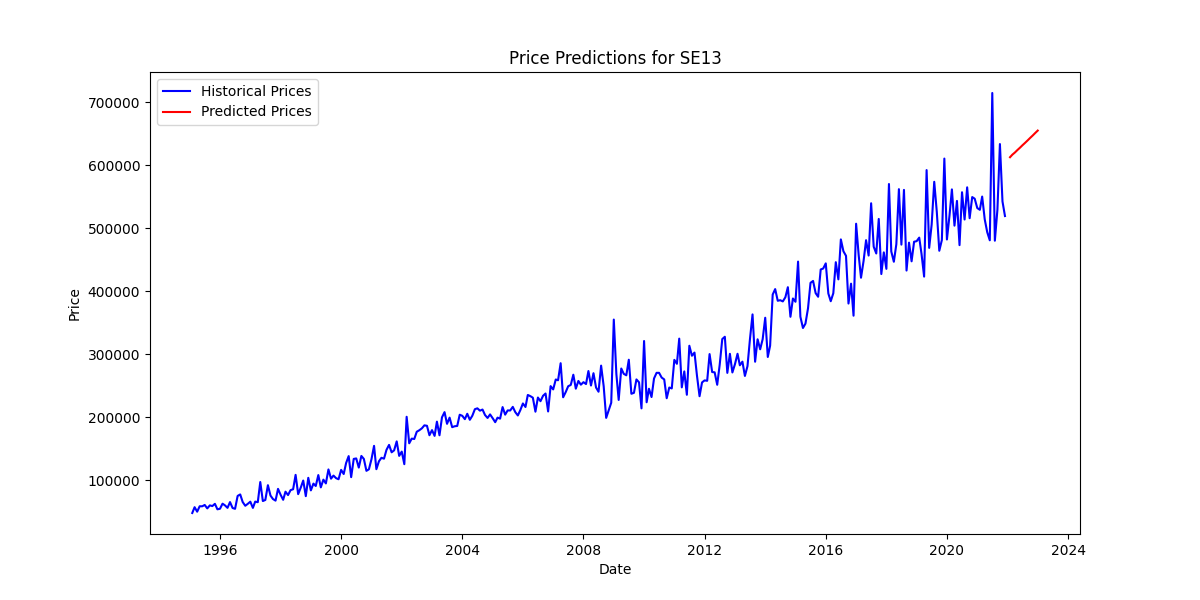 Price Predictions for SE13
Historical Prices
Predicted Prices
700000
600000
500000
400000
300000
200000
100000
Price
1996 2000 2004 2008 2012 2016 2020 2024
Date